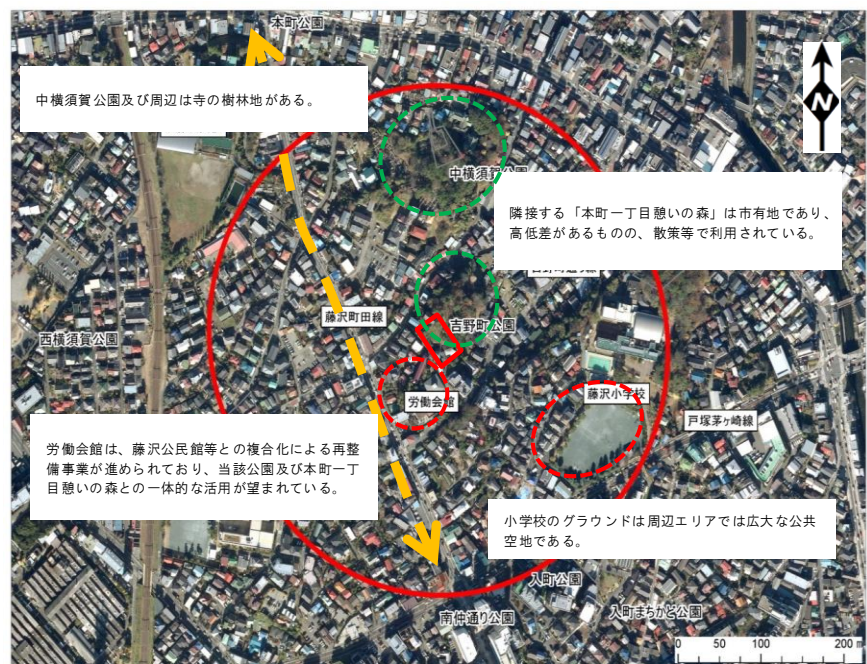 本町公園
中横須賀公園及び周辺は寺の樹林地がある。
N
中横須賀公園
隣接する「本町一丁目憩いの森」は市有地であり、
高低差があるものの、散策等で利用されている。
藤沢町田線
吉野町公園
西横須賀公園
労働会館
藤沢小学校
戸塚茅ヶ崎線
労働会館は、藤沢公民館等との複合化による再整
備事業が進められており、当該公園及び本町一丁
目憩いの森との一体的な活用が望まれている。
小学校のグラウンドは周辺エリアでは広大な公共
空地である。
入町公園
南仲通り公園
入町まちかど公園
0 50 100 200 m